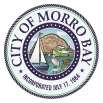 CITY OF MORRO BAY
INCORPORATED JULY 17, 1964